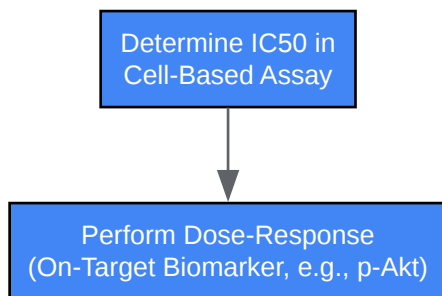 Determine IC50 in
Cell-Based Assay
Perform Dose-Response
(On-Target Biomarker, e.g., p-Akt)